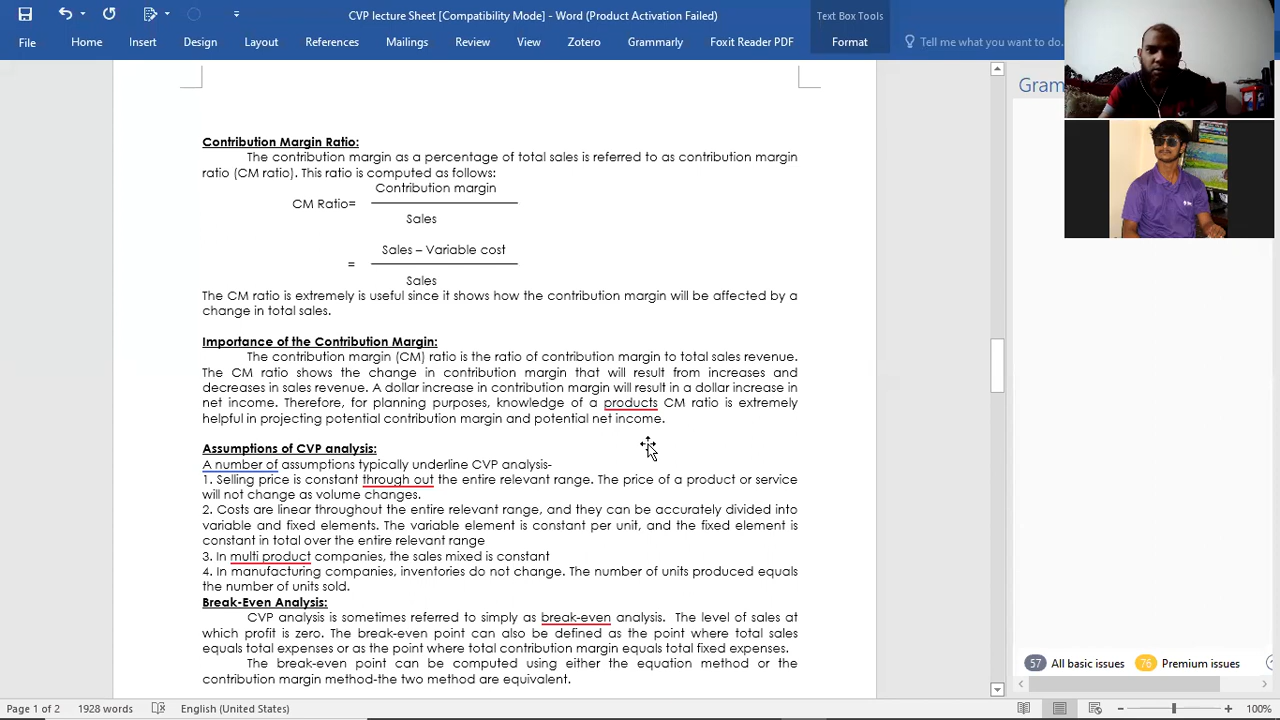 CVP lecture Sheet [Compatibility Mode] - Word (Product Activation Failed)
Text Box Tools
File Home Insert Design Layout References Mailings Review View Zotero Grammarly Foxit Reader PDF Format Tell me what you want to do.
Gram
Contribution Margin Ratio:
The contribution margin as a percentage of total sales is referred to as contribution margin
ratio (CM ratio). This ratio is computed as follows:
Contribution margin
CM Ratio=
Sales
Sales – Variable cost
=
Sales
The CM ratio is extremely is useful since it shows how the contribution margin will be affected by a
change in total sales.
Importance of the Contribution Margin:
The contribution margin (CM) ratio is the ratio of contribution margin to total sales revenue.
The CM ratio shows the change in contribution margin that will result from increases and
decreases in sales revenue. A dollar increase in contribution margin will result in a dollar increase in
net income. Therefore, for planning purposes, knowledge of a products CM ratio is extremely
helpful in projecting potential contribution margin and potential net income.
Assumptions of CVP analysis:
A number of assumptions typically underline CVP analysis-
1. Selling price is constant through out the entire relevant range. The price of a product or service
will not change as volume changes.
2. Costs are linear throughout the entire relevant range, and they can be accurately divided into
variable and fixed elements. The variable element is constant per unit, and the fixed element is
constant in total over the entire relevant range
3. In multi product companies, the sales mixed is constant
4. In manufacturing companies, inventories do not change. The number of units produced equals
the number of units sold.
Break-Even Analysis:
CVP analysis is sometimes referred to simply as break-even analysis. The level of sales at
which profit is zero. The break-even point can also be defined as the point where total sales
equals total expenses or as the point where total contribution margin equals total fixed expenses.
The break-even point can be computed using either the equation method or the
contribution margin method-the two method are equivalent.
57 All basic issues 76 Premium issues
Page 1 of 2 1928 words English (United States) 100%